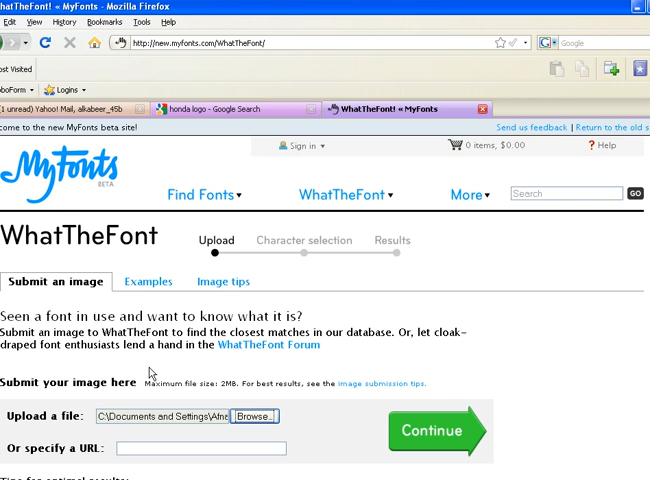 hatTheFont! « MyFonts - Mozilla Firefox
Edit View History Bookmarks Tools Help
http://new.myfonts.com/WhatTheFont/
Google
ost Visited
boForm Logins
(1 unread) Yahoo! Mail, alkabeer_45b honda logo - Google Search WhatTheFont! « MyFonts
come to the new MyFonts beta site! Send us feedback | Return to the old s
MyFonts
BETA
Sign in 0 items, $0.00 ? Help
Find Fonts WhatTheFont More Search GO
WhatTheFont
Upload Character selection Results
Submit an image Examples Image tips
Seen a font in use and want to know what it is?
Submit an image to WhatTheFont to find the closest matches in our database. Or, let cloak-
draped font enthusiasts lend a hand in the WhatTheFont Forum
Submit your image here Maximum file size: 2MB. For best results, see the image submission tips.
Upload a file: C:\Documents and Settings\Afna Browse...
Continue
Or specify a URL:
Tips for optimal results: